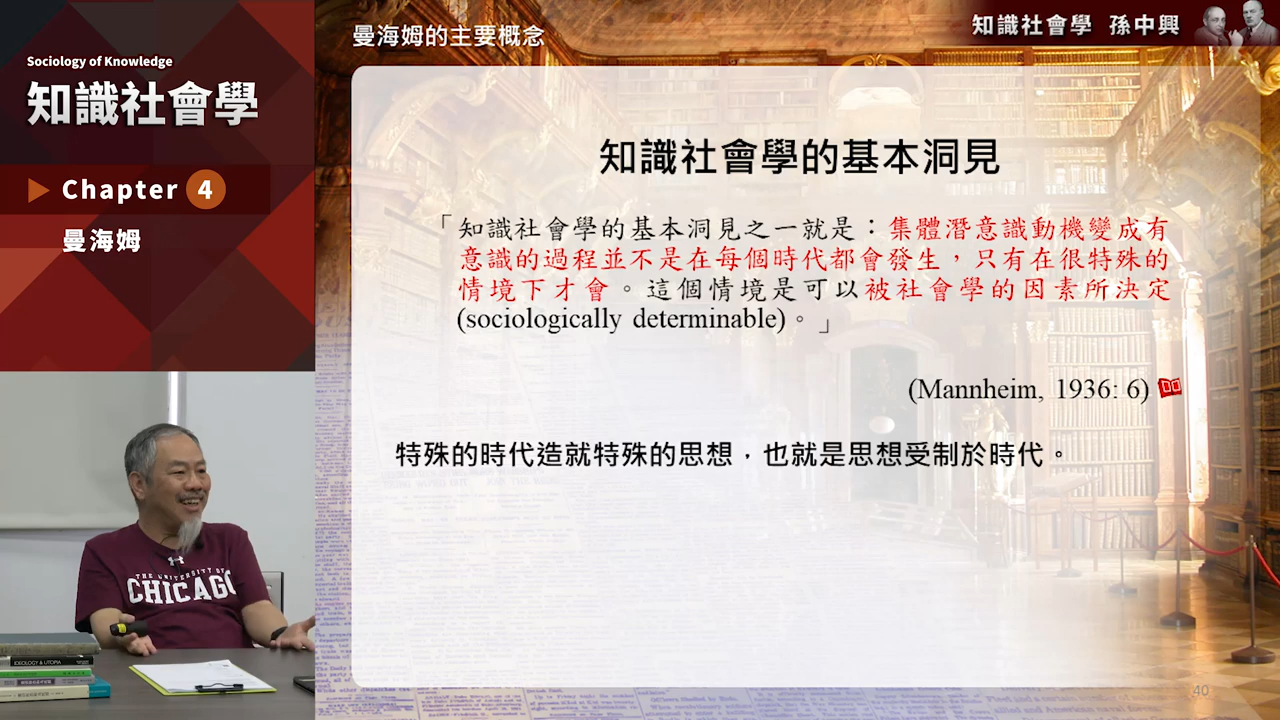 Sociology of Knowledge
知識社會學
Chapter 4
曼海姆
曼海姆的主要概念
知識社會學 孫中興
知識社會學的基本洞見
「知識社會學的基本洞見之一就是：集體潛意識動機變成有
意識的過程並不是在每個時代都會發生，只有在很特殊的
情境下才會。這個情境是可以被社會學的因素所決定
(sociologically determinable)。」
(Mannheim, 1936: 6)
特殊的時代造就特殊的思想，也就是思想受制於時代。
THE UNIVERSITY OF
CHICAGO
IDEOLOGY & UTOPIA
40